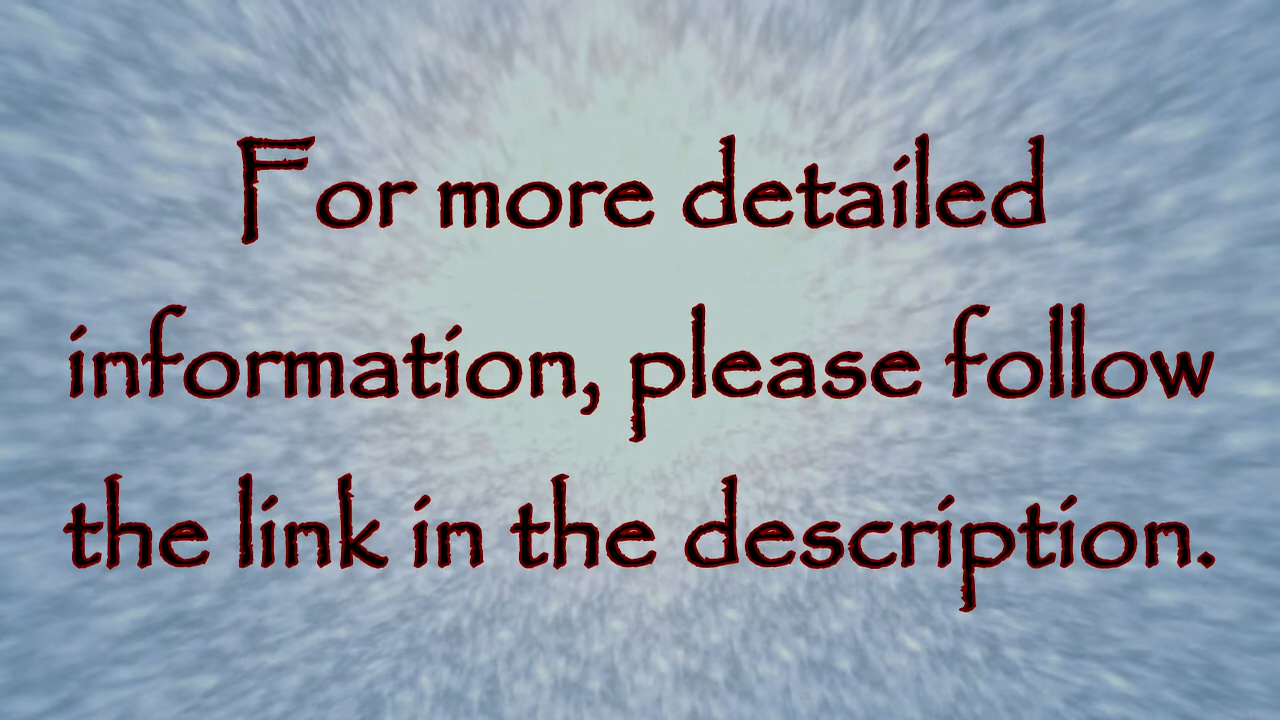 For more detailed
information, please follow
the link in the description.